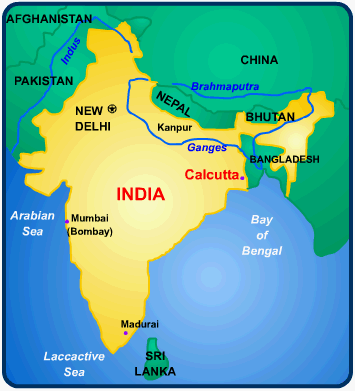 AFGHANISTAN
Indus
CHINA
PAKISTAN
Brahmaputra
NEPAL
NEW
DELHI
BHUTAN
Kanpur
Ganges
BANGLADESH
Calcutta
INDIA
Arabian
Sea
Mumbai
(Bombay)
Bay
of
Bengal
Madurai
Laccactive
Sea
SRI
LANKA